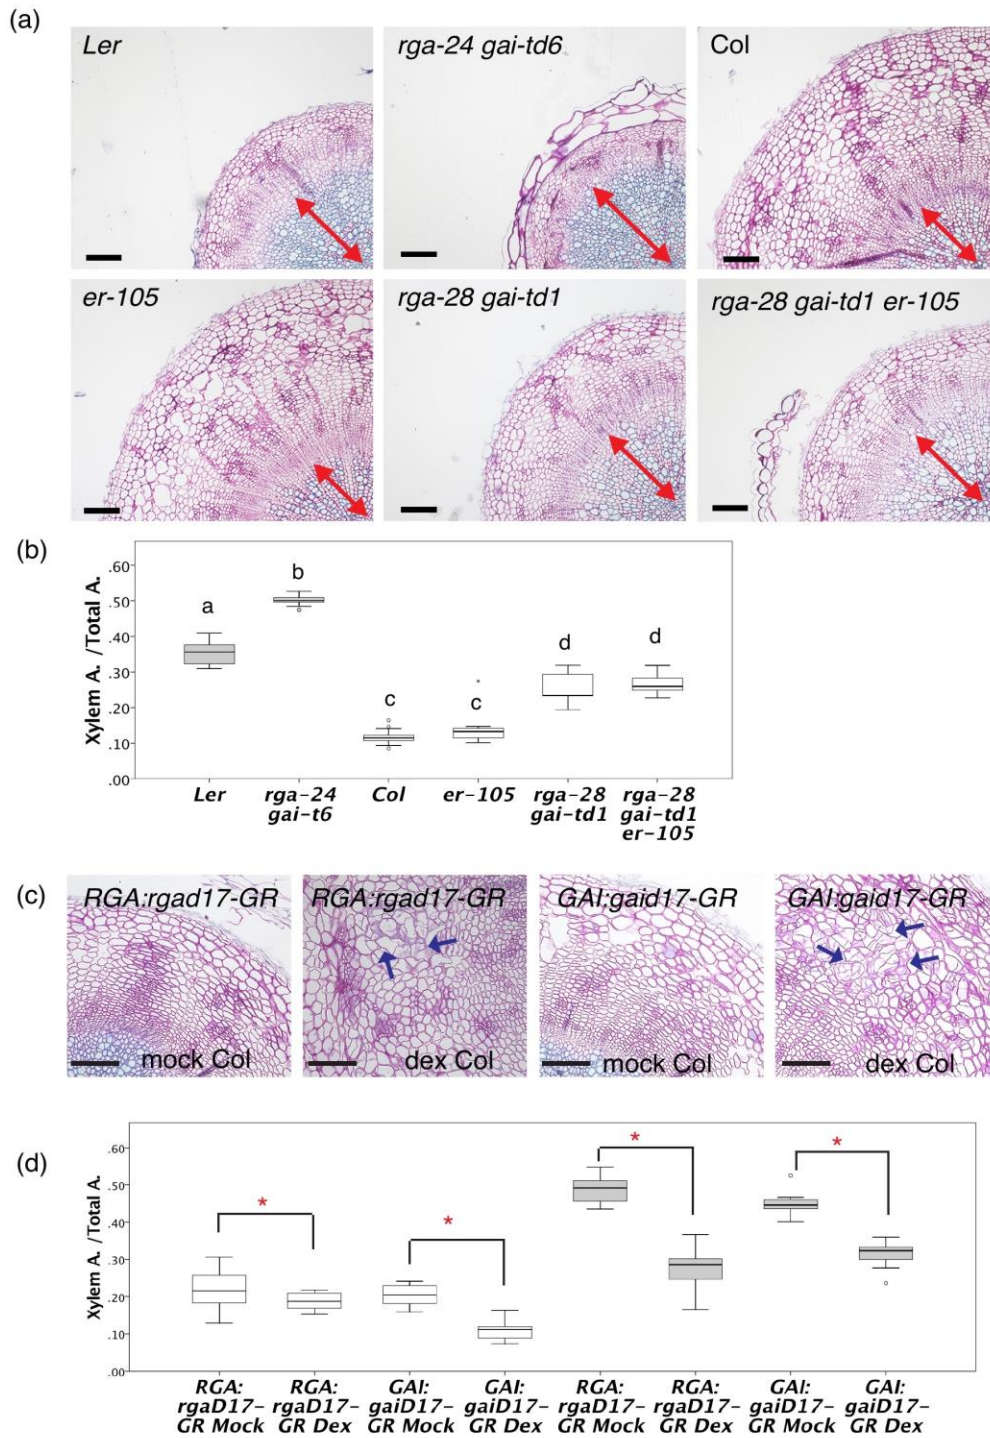 (a)
Ler
rga-24 gai-td6
Col
er-105
rga-28 gai-td1
rga-28 gai-td1 er-105
(b)
Xylem A. /Total A.
.60
.50
.40
.30
.20
.10
.00
a
b
c
c
d
d
Ler
rga-24
gai-t6
Col
er-105
rga-28
gai-td1
rga-28
gai-td1
er-105
(c)
RGA:rgad17-GR
mock Col
RGA:rgad17-GR
dex Col
GAI:gaid17-GR
mock Col
GAI:gaid17-GR
dex Col
(d)
Xylem A. /Total A.
.60
.50
.40
.30
.20
.10
.00
*
*
*
*
RGA:
rgaD17-
GR Mock
RGA:
rgaD17-
GR Dex
GAI:
gaiD17-
GR Mock
GAI:
gaiD17-
GR Dex
RGA:
rgaD17-
GR Mock
RGA:
rgaD17-
GR Dex
GAI:
gaiD17-
GR Mock
GAI:
gaiD17-
GR Dex